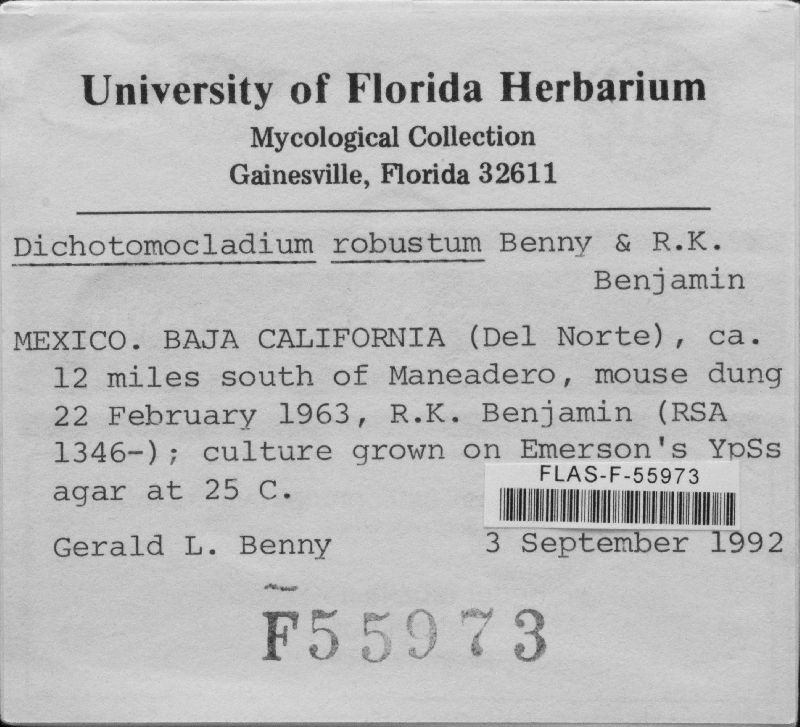 University of Florida Herbarium
Mycological Collection
Gainesville, Florida 32611
Dichotomocladium robustum Benny & R.K.
Benjamin
MEXICO. BAJA CALIFORNIA (Del Norte), ca.
12 miles south of Maneadero, mouse dung
22 February 1963, R.K. Benjamin (RSA
1346-); culture grown on Emerson's YpSs
agar at 25 C.
FLAS-F-55973
Gerald L. Benny 3 September 1992
F55973